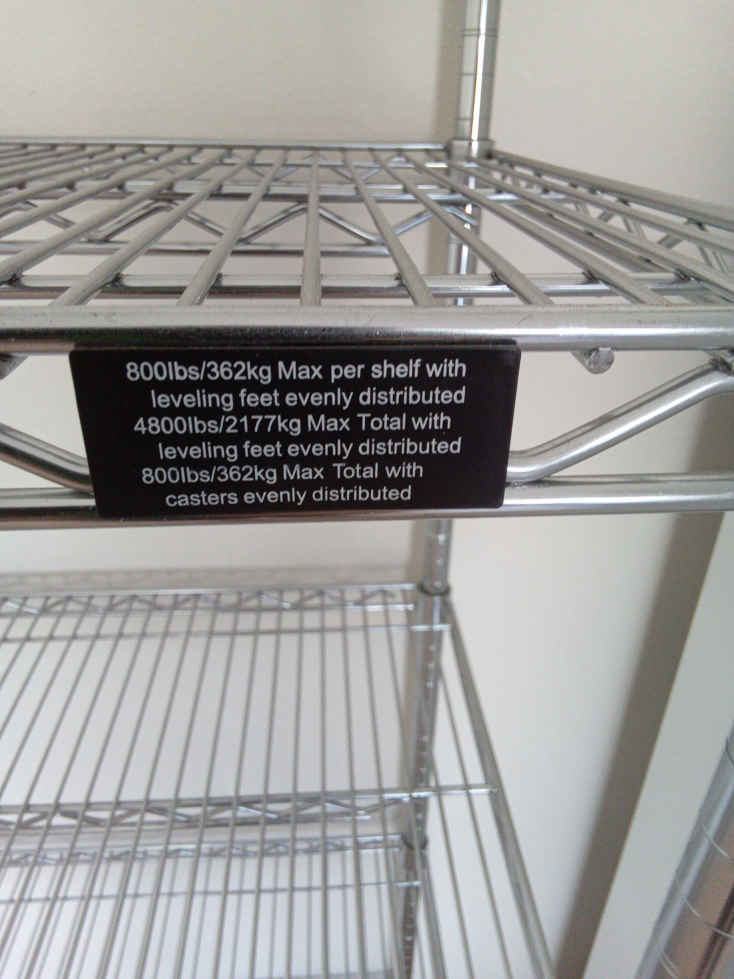 800lbs/362kg Max per shelf with
leveling feet evenly distributed
4800lbs/2177kg Max Total with
leveling feet evenly distributed
800lbs/362kg Max Total with
casters evenly distributed